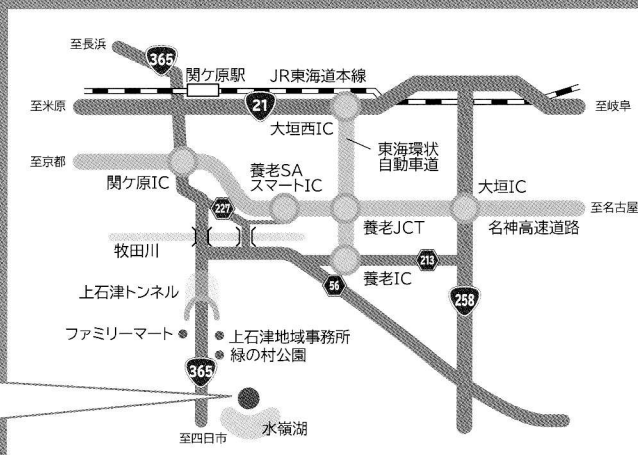 至長浜
365
関ケ原駅
JR東海道本線
至米原
21
至岐阜
大垣西IC
東海環状
自動車道
至京都
関ケ原IC
養老SA
スマートIC
大垣IC
227
養老JCT
名神高速道路
至名古屋
牧田川
213
養老IC
56
258
上石津トンネル
ファミリーマート
上石津地域事務所
緑の村公園
365
水嶺湖
至四日市